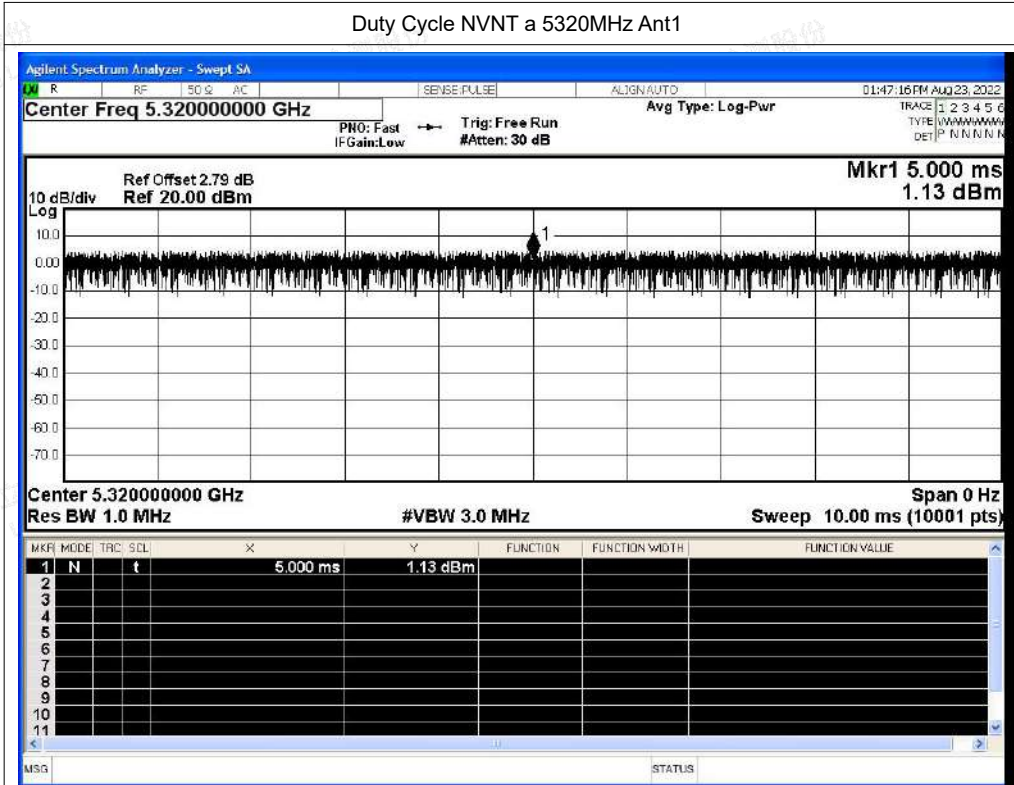 Duty Cycle NVNT a 5320MHz Ant1
Agilent Spectrum Analyzer - Swept SA
R RF 50 Ω AC SENSE:PULSE ALIGN AUTO 01:47:16 PM Aug 23, 2022
Center Freq 5.320000000 GHz Avg Type: Log-Pwr TRACE 1 2 3 4 5 6
PNO: Fast Trig: Free Run TYPE
IFGain:Low #Atten: 30 dB DET P N N N N N
Mkr1 5.000 ms
Ref Offset 2.79 dB
10 dB/div Ref 20.00 dBm 1.13 dBm
Log
10.0
1
0.00
-10.0
-20.0
-30.0
-40.0
-50.0
-60.0
-70.0
Center 5.320000000 GHz Span 0 Hz
Res BW 1.0 MHz #VBW 3.0 MHz Sweep 10.00 ms (10001 pts)
MKR MODE TRC SCL X Y FUNCTION FUNCTION WIDTH FUNCTION VALUE
1 N t 5.000 ms 1.13 dBm
2
3
4
5
6
7
8
9
10
11
MSG STATUS